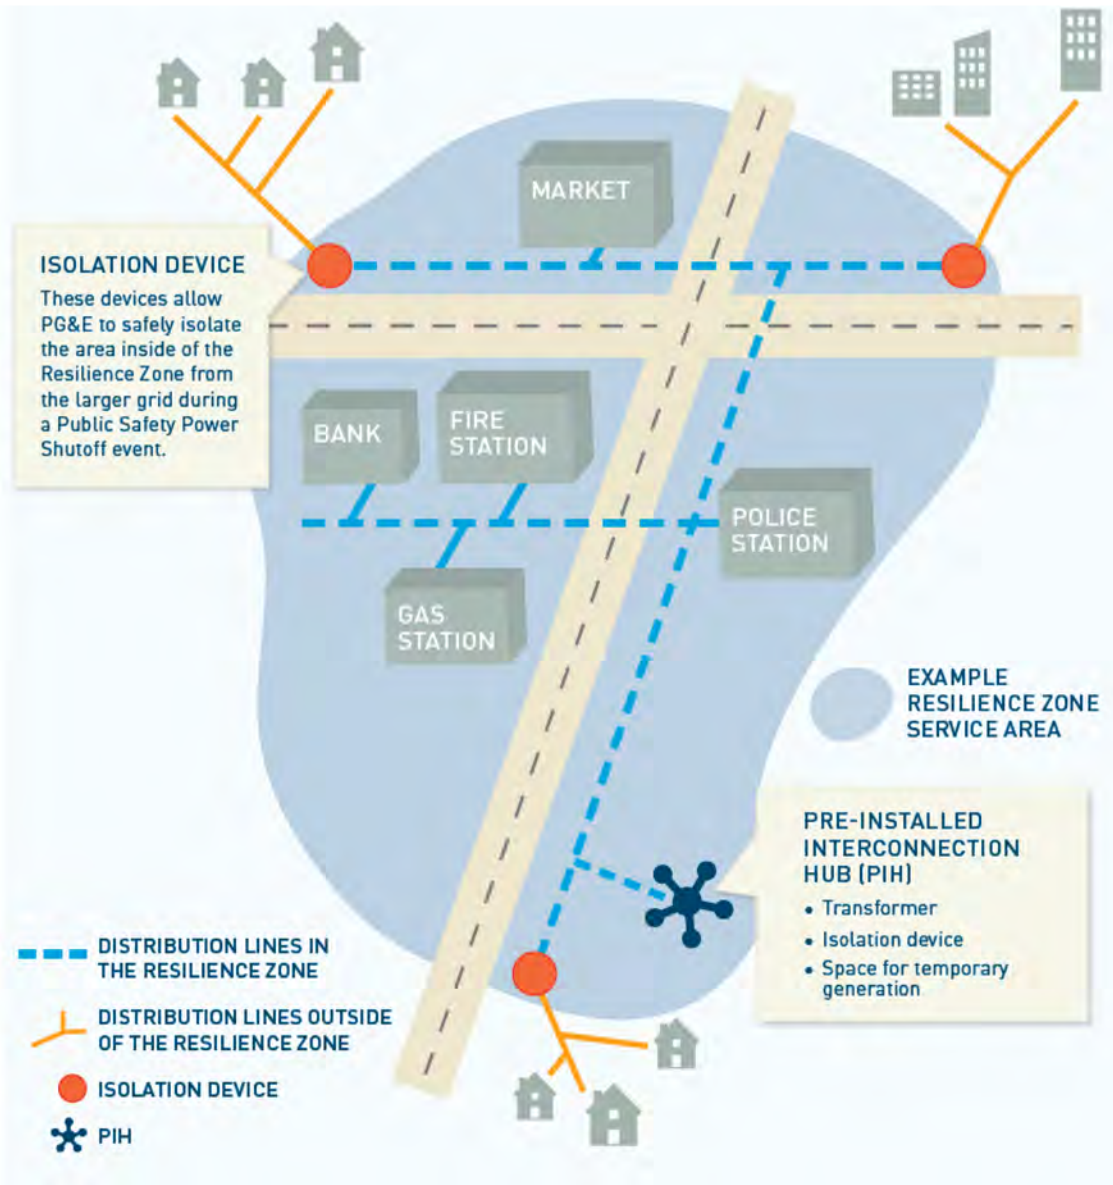 MARKET
ISOLATION DEVICE
These devices allow
PG&E to safely isolate
the area inside of the
Resilience Zone from
the larger grid during
a Public Safety Power
Shutoff event.
BANK
FIRE
STATION
POLICE
STATION
GAS
STATION
EXAMPLE
RESILIENCE ZONE
SERVICE AREA
PRE-INSTALLED
INTERCONNECTION
HUB (PIH)
• Transformer
• Isolation device
• Space for temporary
generation
DISTRIBUTION LINES IN
THE RESILIENCE ZONE
DISTRIBUTION LINES OUTSIDE
OF THE RESILIENCE ZONE
ISOLATION DEVICE
PIH